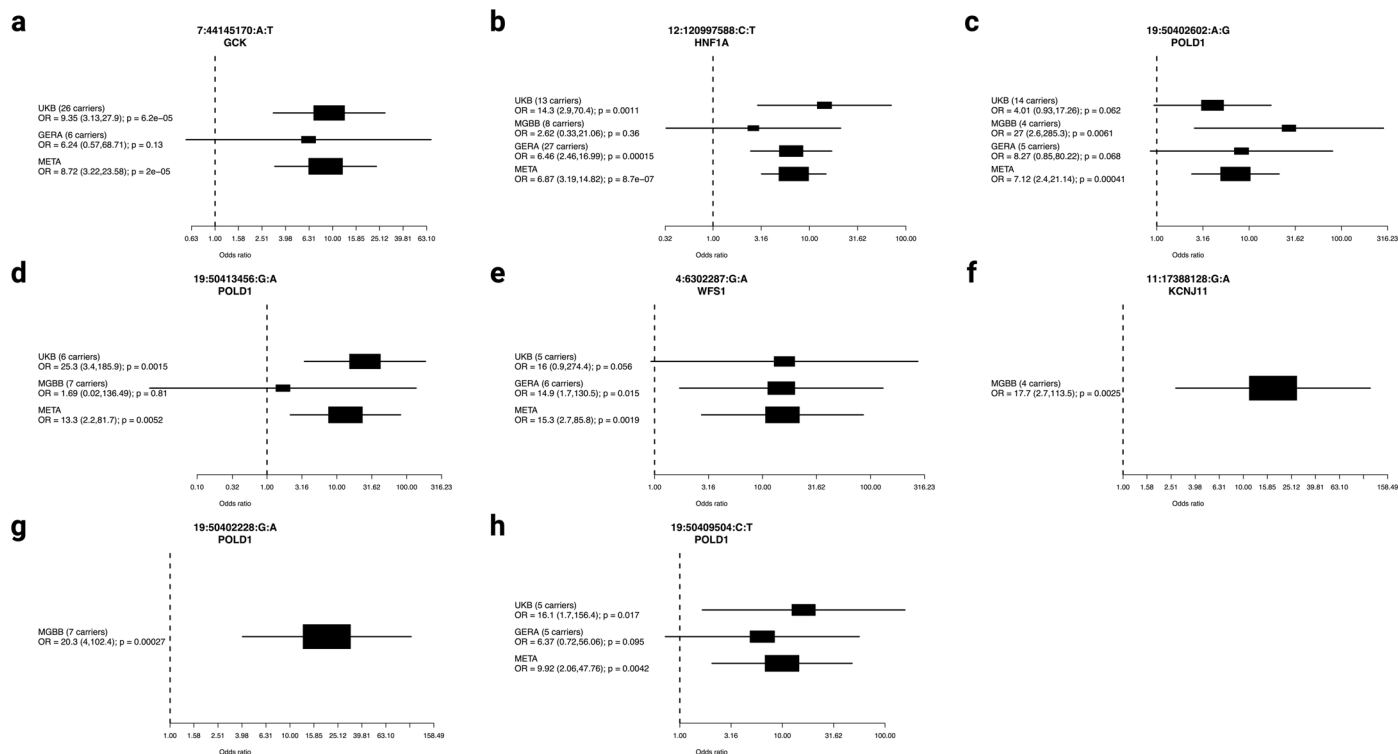 a
7:44145170:A:T
GCK
UKB (26 carriers)
OR = 9.35 (3.13,27.9); p = 6.2e−05
GERA (6 carriers)
OR = 6.24 (0.57,68.71); p = 0.13
META
OR = 8.72 (3.22,23.58); p = 2e−05
0.63 1.00 1.58 2.51 3.98 6.31 10.00 15.85 25.12 39.81 63.10
Odds ratio
b
12:120997588:C:T
HNF1A
UKB (13 carriers)
OR = 14.3 (2.9,70.4); p = 0.0011
MGBB (8 carriers)
OR = 2.62 (0.33,21.06); p = 0.36
GERA (27 carriers)
OR = 6.46 (2.46,16.99); p = 0.00015
META
OR = 6.87 (3.19,14.82); p = 8.7e−07
0.32 1.00 3.16 10.00 31.62 100.00
Odds ratio
c
19:50402602:A:G
POLD1
UKB (14 carriers)
OR = 4.01 (0.93,17.26); p = 0.062
MGBB (4 carriers)
OR = 27 (2.6,285.3); p = 0.0061
GERA (5 carriers)
OR = 8.27 (0.85,80.22); p = 0.068
META
OR = 7.12 (2.4,21.14); p = 0.00041
1.00 3.16 10.00 31.62 100.00 316.23
Odds ratio
d
19:50413456:G:A
POLD1
UKB (6 carriers)
OR = 25.3 (3.4,185.9); p = 0.0015
MGBB (7 carriers)
OR = 1.69 (0.02,136.49); p = 0.81
META
OR = 13.3 (2.2,81.7); p = 0.0052
0.10 0.32 1.00 3.16 10.00 31.62 100.00 316.23
Odds ratio
e
4:6302287:G:A
WFS1
UKB (5 carriers)
OR = 16 (0.9,274.4); p = 0.056
GERA (6 carriers)
OR = 14.9 (1.7,130.5); p = 0.015
META
OR = 15.3 (2.7,85.8); p = 0.0019
1.00 3.16 10.00 31.62 100.00 316.23
Odds ratio
f
11:17388128:G:A
KCNJ11
MGBB (4 carriers)
OR = 17.7 (2.7,113.5); p = 0.0025
1.00 1.58 2.51 3.98 6.31 10.00 15.85 25.12 39.81 63.10 158.49
Odds ratio
g
19:50402228:G:A
POLD1
MGBB (7 carriers)
OR = 20.3 (4,102.4); p = 0.00027
1.00 1.58 2.51 3.98 6.31 10.00 15.85 25.12 39.81 63.10 158.49
Odds ratio
h
19:50409504:C:T
POLD1
UKB (5 carriers)
OR = 16.1 (1.7,156.4); p = 0.017
GERA (5 carriers)
OR = 6.37 (0.72,56.06); p = 0.095
META
OR = 9.92 (2.06,47.76); p = 0.0042
1.00 3.16 10.00 31.62 100.00
Odds ratio